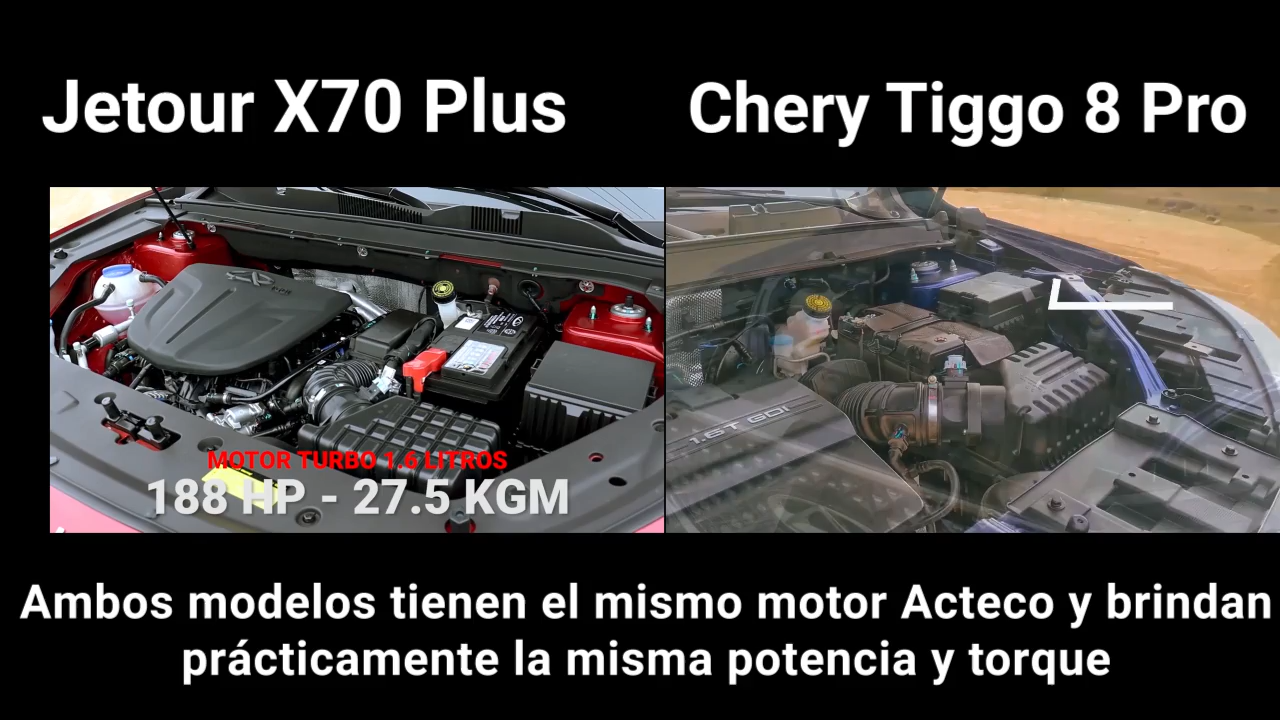 Jetour X70 Plus
Chery Tiggo 8 Pro
1.6T GDI
MOTOR TURBO 1.6 LITROS
188 HP - 27.5 KGM
Ambos modelos tienen el mismo motor Acteco y brindan
prácticamente la misma potencia y torque